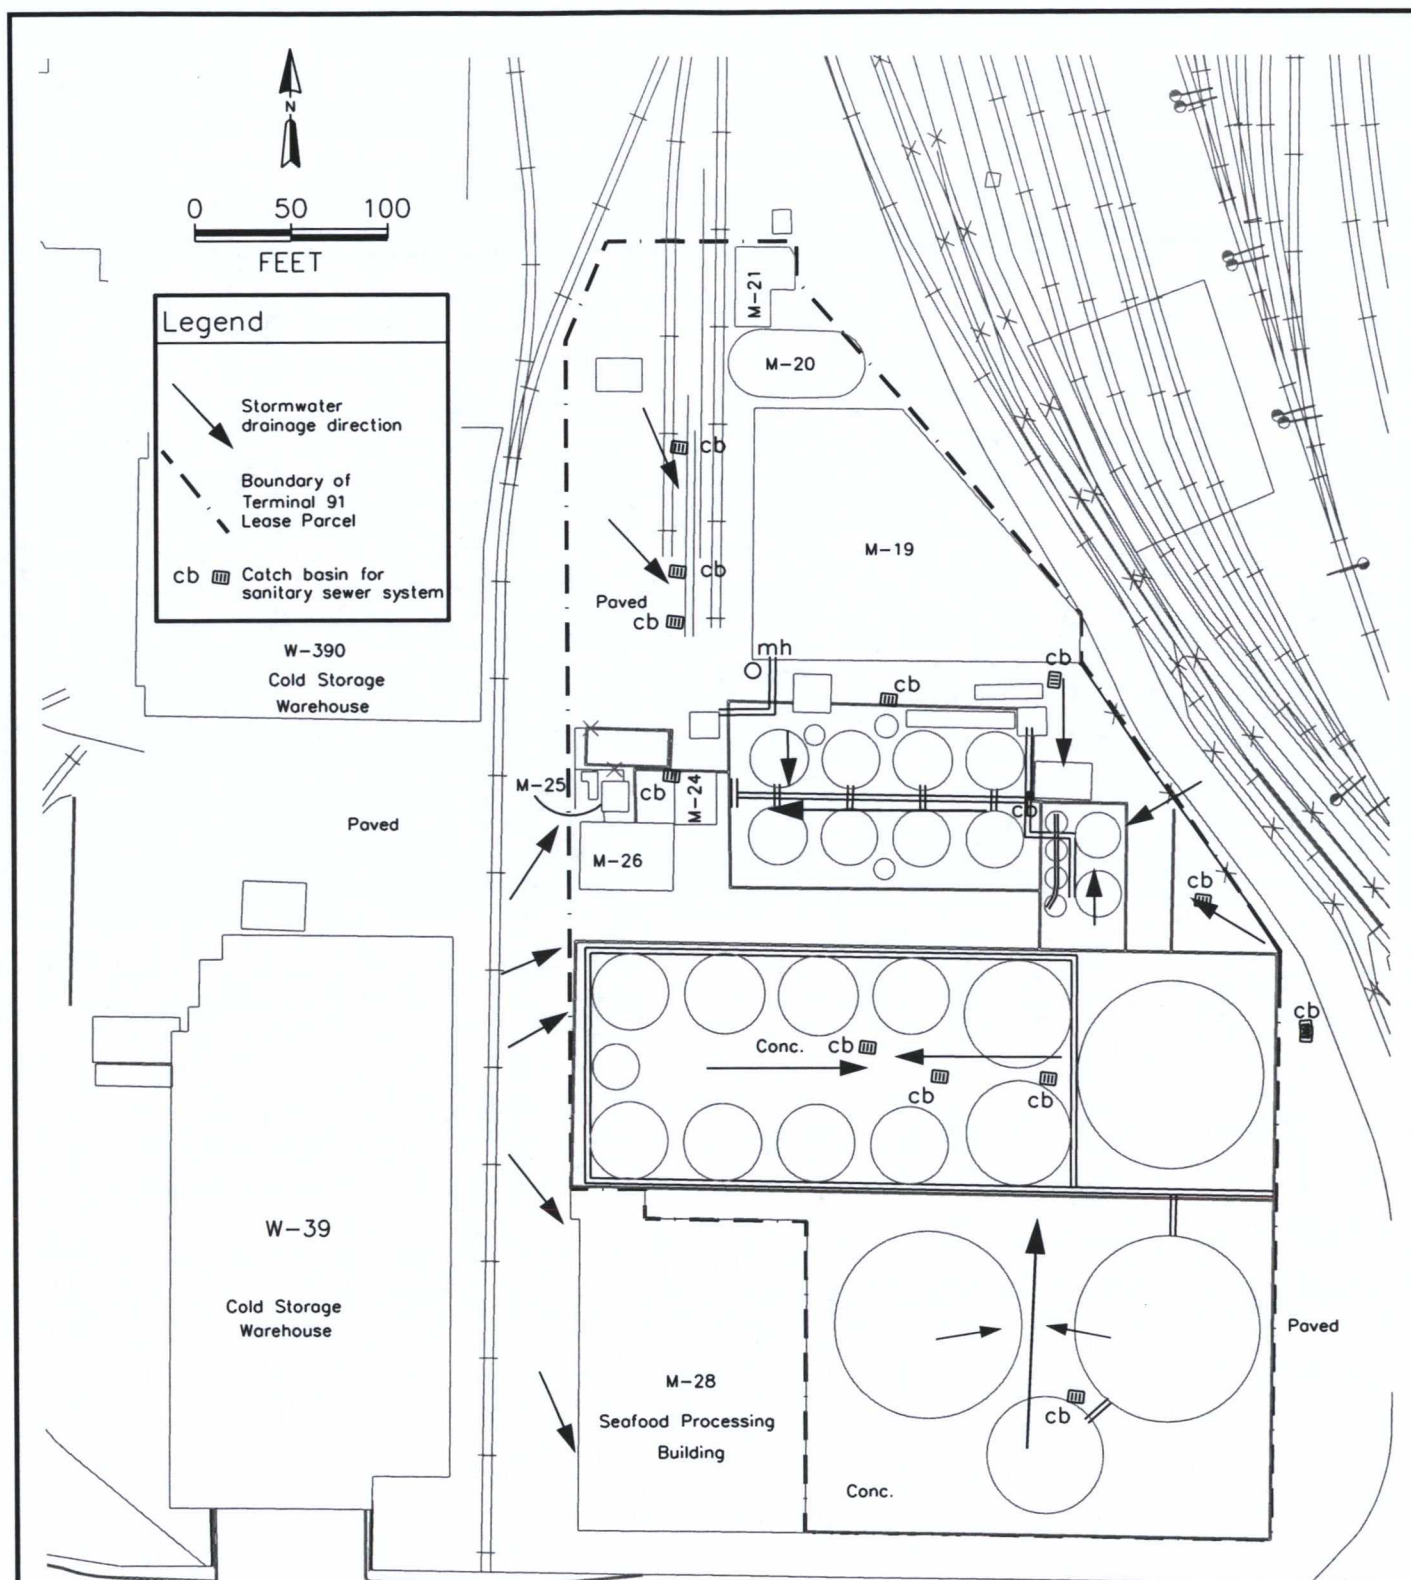 N
0 50 100
FEET
Legend
Stormwater
drainage direction
Boundary of
Terminal 91
Lease Parcel
cb Catch basin for
sanitary sewer system
M-21
M-20
cb
M-19
cb
Paved
cb
W-390
Cold Storage
Warehouse
mh
cb
cb
M-25
cb
M-24
cb
Paved
M-26
cb
cb
Conc.
cb
cb
cb
W-39
Cold Storage
Warehouse
Paved
M-28
Seafood Processing
Building
cb
Conc.